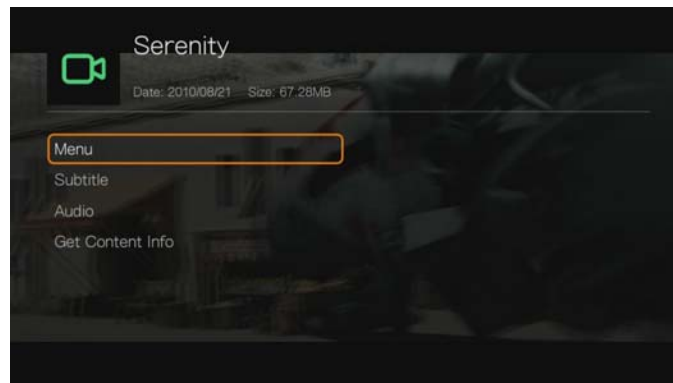 Serenity
Date: 2010/08/21 Size: 67.28MB
Menu
Subtitle
Audio
Get Content Info